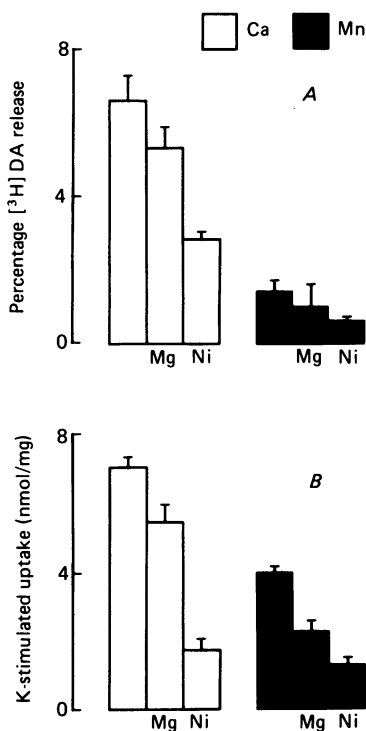 Ca Mn
A
Percentage [³H] DA release
8
4
0
Mg Ni Mg Ni
B
K-stimulated uptake (nmol/mg)
8
4
0
Mg Ni Mg Ni